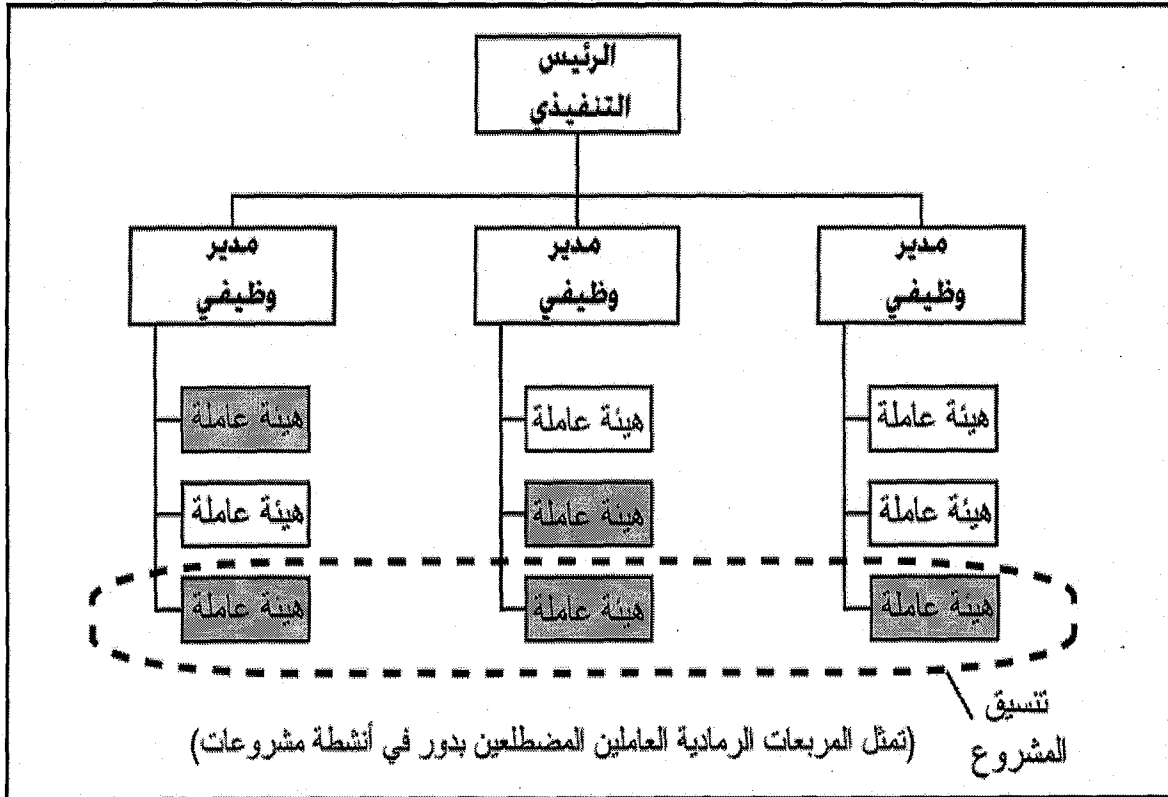 الرئيس
التنفيذي
مدير
وظيفي
مدير
وظيفي
مدير
وظيفي
هيئة عاملة
هيئة عاملة
هيئة عاملة
هيئة عاملة
هيئة عاملة
هيئة عاملة
هيئة عاملة
هيئة عاملة
هيئة عاملة
تنسيق
المشروع
(تمثل المربعات الرمادية العاملين المضطلعين بدور في أنشطة مشروعات)